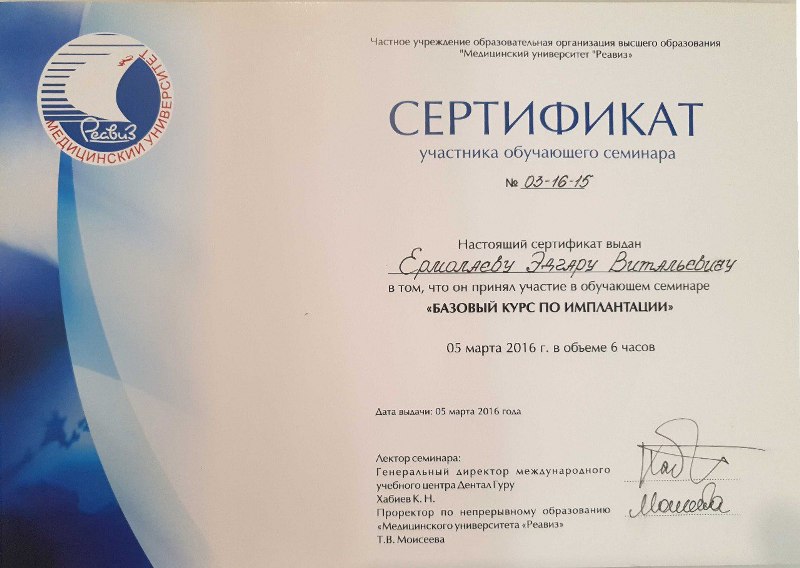 Частное учреждение образовательная организация высшего образования
"Медицинский университет "Реавиз»
Реавиз
МЕДИЦИНСКИЙ УНИВЕРСИТЕТ
СЕРТИФИКАТ
участника обучающего семинара
№ 03-16-15
Настоящий сертификат выдан
Ермолаеву Эдгару Витальевичу
в том, что он принял участие в обучающем семинаре
«БАЗОВЫЙ КУРС ПО ИМПЛАНТАЦИИ»
05 марта 2016 г. в объеме 6 часов
Дата выдачи: 05 марта 2016 года
Лектор семинара:
Генеральный директор международного
учебного центра Дентал Гуру
Хабиев К. Н.
Проректор по непрерывному образованию
«Медицинского университета «Реавиз»
Т.В. Моисеева